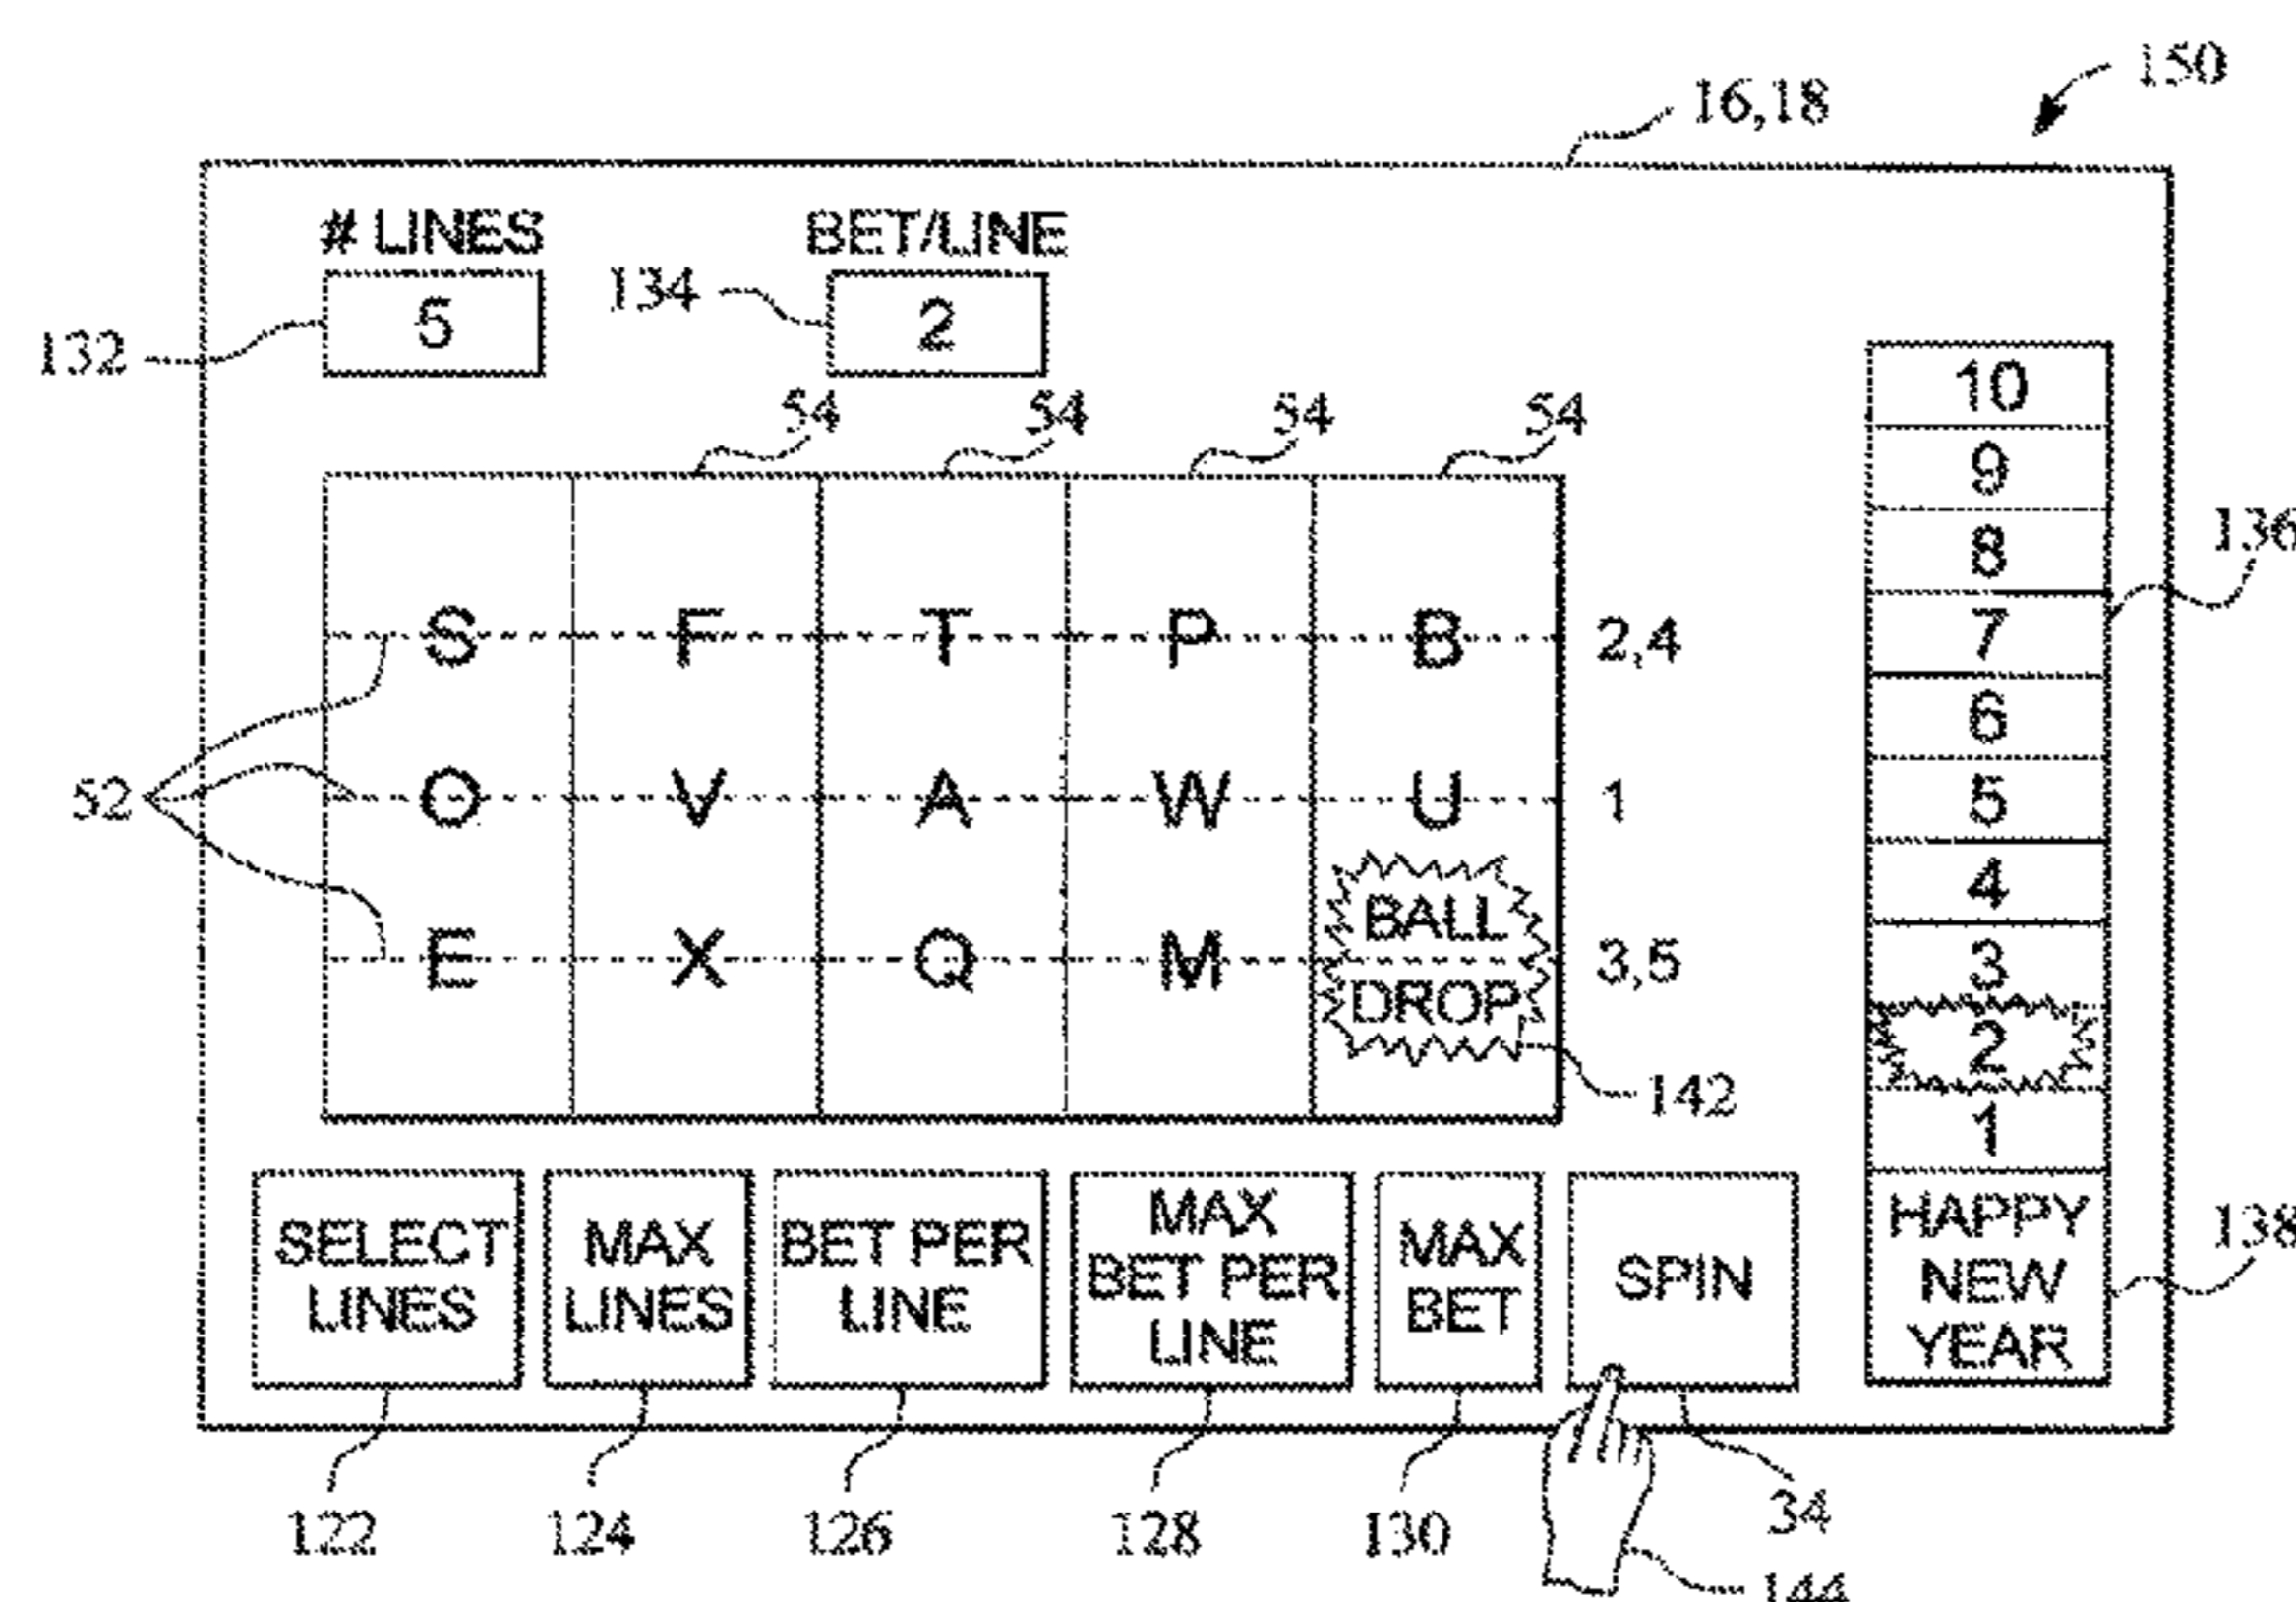 150
16,18
# LINES
BET/LINE
134
5
2
132
10
54 54 54 54
9
136
8
S F T P B 2,4
7
6
52
O V A W U 1
5
4
BALL
E X Q M 3,5
3
DROP
2
142
1
SELECT
LINES
MAX
LINES
BET PER
LINE
MAX
BET PER
LINE
MAX
BET
SPIN
HAPPY
NEW
YEAR
138
122 124 126 128 130 34
144